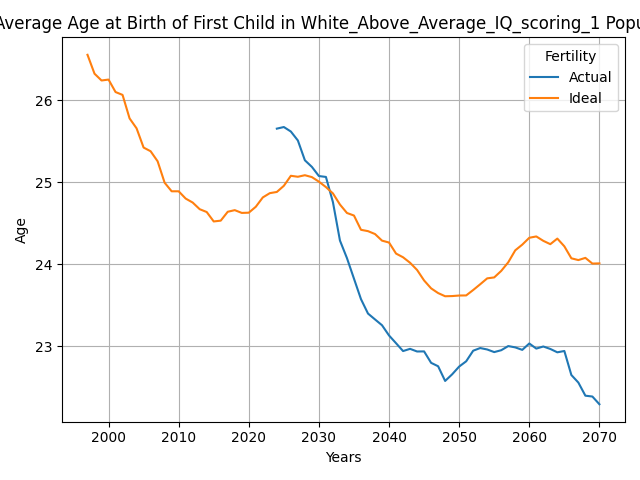 Average Age at Birth of First Child in White_Above_Average_IQ_scoring_1
Fertility
Actual
Ideal
26
25
24
23
Age
2000 2010 2020 2030 2040 2050 2060 2070
Years